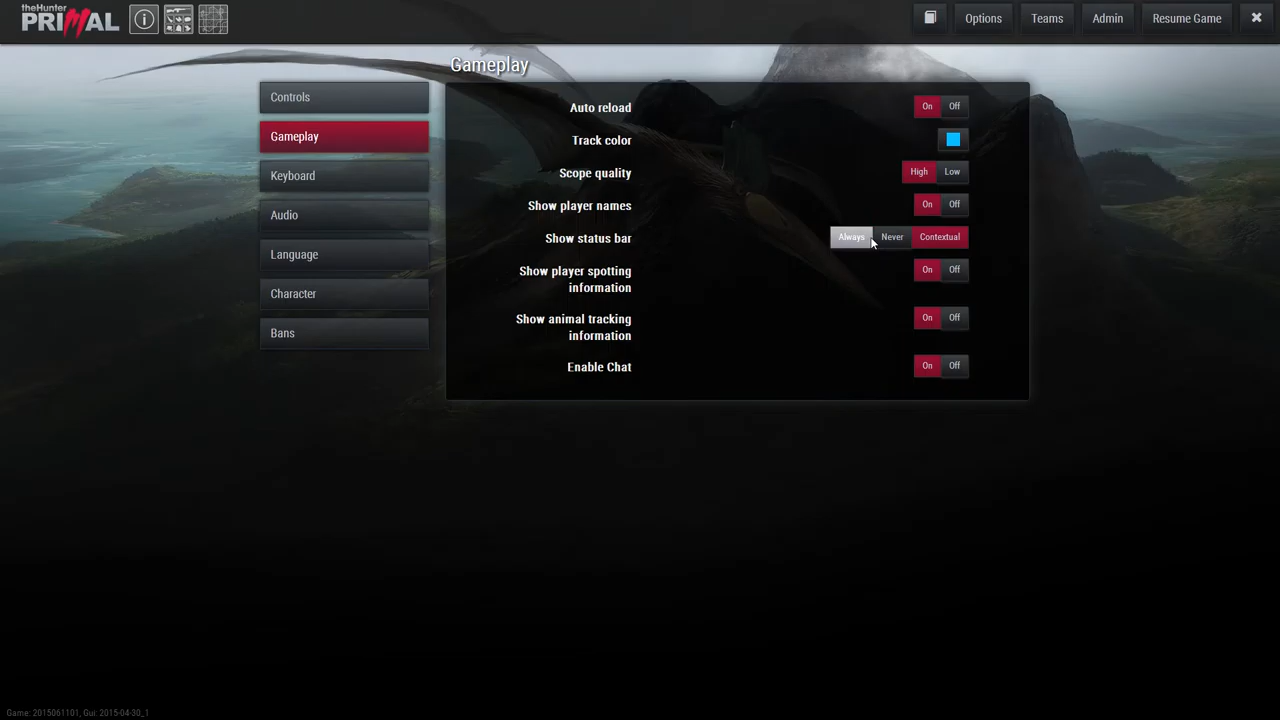 theHunter
PRIMAL
Options
Teams
Admin
Resume Game
Gameplay
Controls
Gameplay
Keyboard
Audio
Language
Character
Bans
Auto reload
On Off
Track color
Scope quality
High Low
Show player names
On Off
Show status bar
Always Never Contextual
Show player spotting
information
On Off
Show animal tracking
information
On Off
Enable Chat
On Off
Game: 2015061101, Gui: 2015-04-30_1